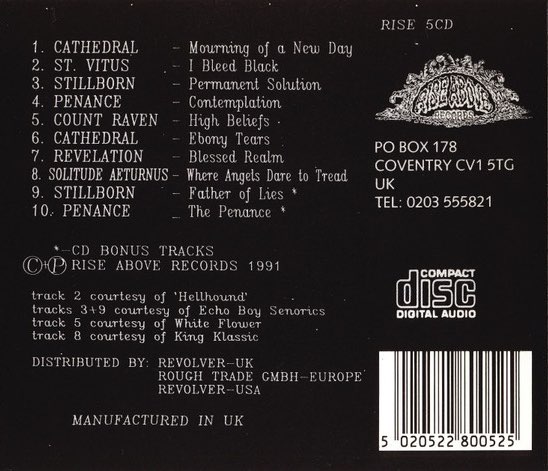 RISE 5CD
1. CATHEDRAL – Mourning of a New Day
2. ST. VITUS – I Bleed Black
3. STILLBORN – Permanent Solution
4. PENANCE – Contemplation
5. COUNT RAVEN – High Beliefs
6. CATHEDRAL – Ebony Tears
7. REVELATION – Blessed Realm
8. SOLITUDE AETURNUS – Where Angels Dare to Tread
9. STILLBORN – Father of Lies *
10. PENANCE – The Penance *
RISE ABOVE
RECORDS
PO BOX 178
COVENTRY CV1 5TG
UK
TEL: 0203 555821
*–CD BONUS TRACKS
©+℗ RISE ABOVE RECORDS 1991
track 2 courtesy of 'Hellhound'
tracks 3+9 courtesy of Echo Boy Senorics
track 5 courtesy of White Flower
track 8 courtesy of King Klassic
COMPACT
disc
DIGITAL AUDIO
DISTRIBUTED BY: REVOLVER–UK
ROUGH TRADE GMBH–EUROPE
REVOLVER–USA
MANUFACTURED IN UK
5 020522 800525